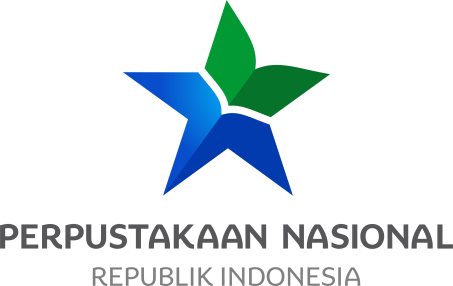 PERPUSTAKAAN NASIONAL
REPUBLIK INDONESIA